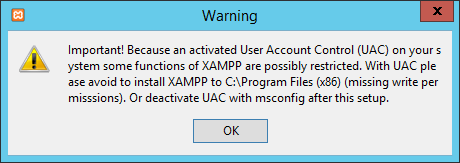 Warning
Important! Because an activated User Account Control (UAC) on your s
ystem some functions of XAMPP are possibly restricted. With UAC ple
ase avoid to install XAMPP to C:\Program Files (x86) (missing write per
misssions). Or deactivate UAC with msconfig after this setup.
OK